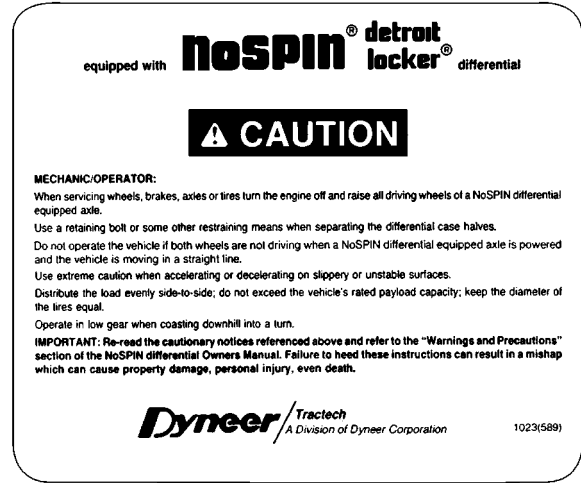 equipped with NoSPIN® detroit locker® differential
⚠ CAUTION
MECHANIC/OPERATOR:
When servicing wheels, brakes, axles or tires turn the engine off and raise all driving wheels of a NoSPIN differential
equipped axle.
Use a retaining bolt or some other restraining means when separating the differential case halves.
Do not operate the vehicle if both wheels are not driving when a NoSPIN differential equipped axle is powered
and the vehicle is moving in a straight line.
Use extreme caution when accelerating or decelerating on slippery or unstable surfaces.
Distribute the load evenly side-to-side; do not exceed the vehicle's rated payload capacity; keep the diameter of
the tires equal.
Operate in low gear when coasting downhill into a turn.
IMPORTANT: Re-read the cautionary notices referenced above and refer to the "Warnings and Precautions"
section of the NoSPIN differential Owners Manual. Failure to heed these instructions can result in a mishap
which can cause property damage, personal injury, even death.
Dyneer / Tractech
A Division of Dyneer Corporation
1023(589)